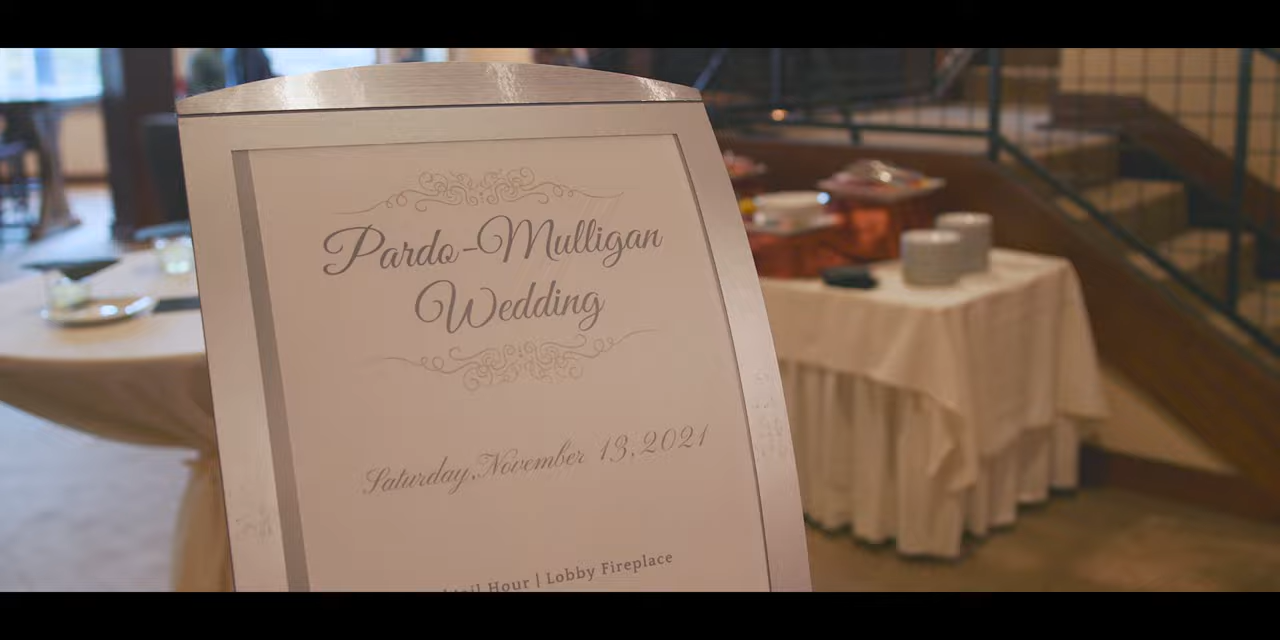 Pardo-Mulligan
Wedding
Saturday, November 13, 2021
Hour | Lobby Fireplace